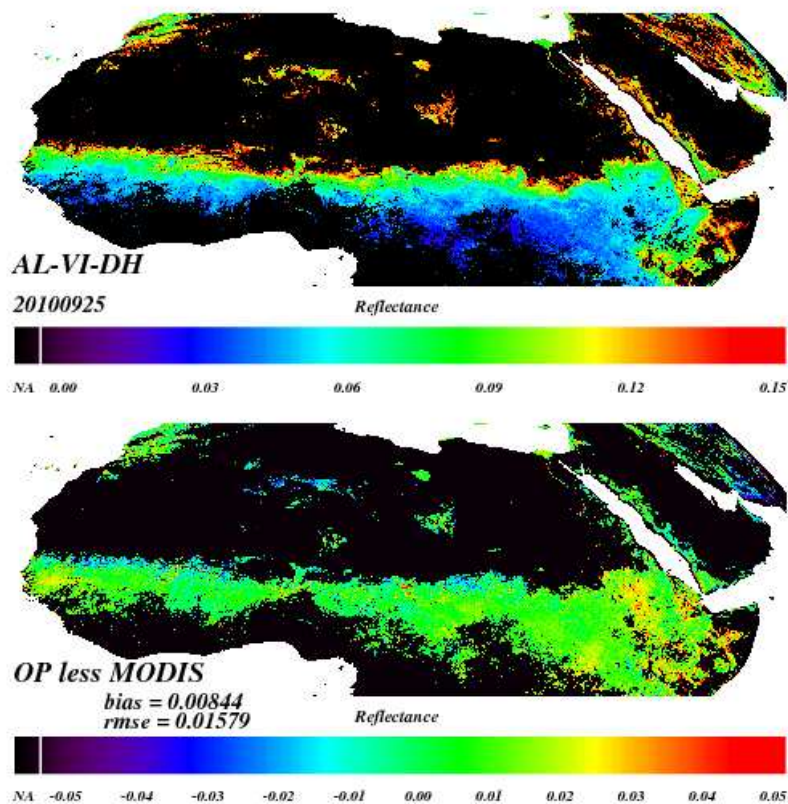 AL-VI-DH
20100925 Reflectance
NA 0.00 0.03 0.06 0.09 0.12 0.15
OP less MODIS
bias = 0.00844
rmse = 0.01579 Reflectance
NA -0.05 -0.04 -0.03 -0.02 -0.01 0.00 0.01 0.02 0.03 0.04 0.05